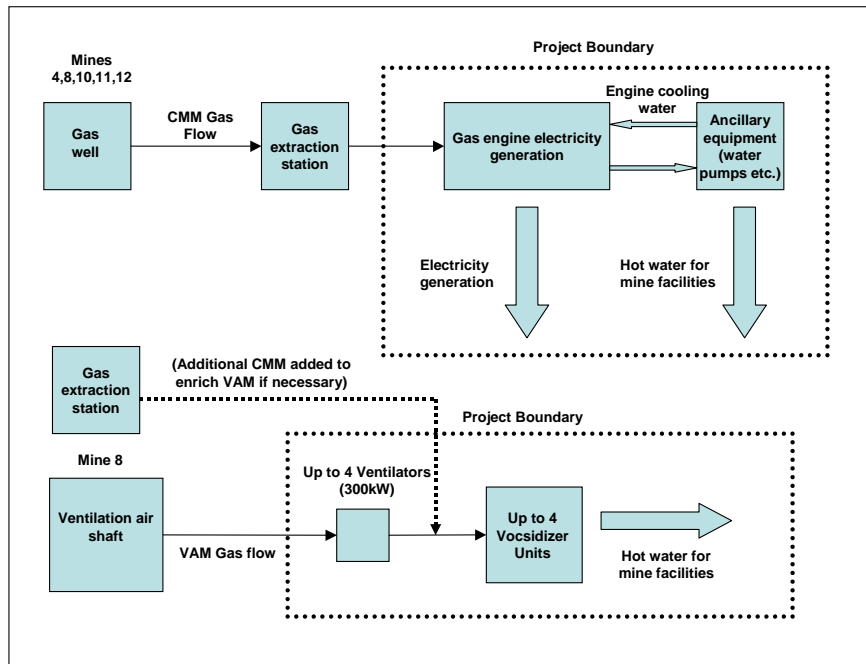 Project Boundary
Mines
4,8,10,11,12
Gas
well
CMM Gas
Flow
Gas
extraction
station
Gas engine electricity
generation
Engine cooling
water
Ancillary
equipment
(water
pumps etc.)
Electricity
generation
Hot water for
mine facilities
Gas
extraction
station
(Additional CMM added to
enrich VAM if necessary)
Project Boundary
Mine 8
Ventilation air
shaft
VAM Gas flow
Up to 4 Ventilators
(300kW)
Up to 4
Vocsidizer
Units
Hot water for
mine facilities